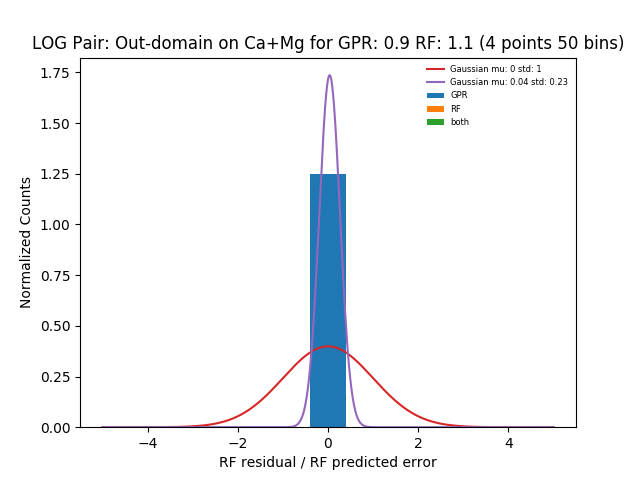 LOG Pair: Out-domain on Ca+Mg for GPR: 0.9 RF: 1.1 (4 points 50 bins)
Gaussian mu: 0 std: 1
Gaussian mu: 0.04 std: 0.23
GPR
RF
both
Normalized Counts
1.75
1.50
1.25
1.00
0.75
0.50
0.25
0.00
−4 −2 0 2 4
RF residual / RF predicted error